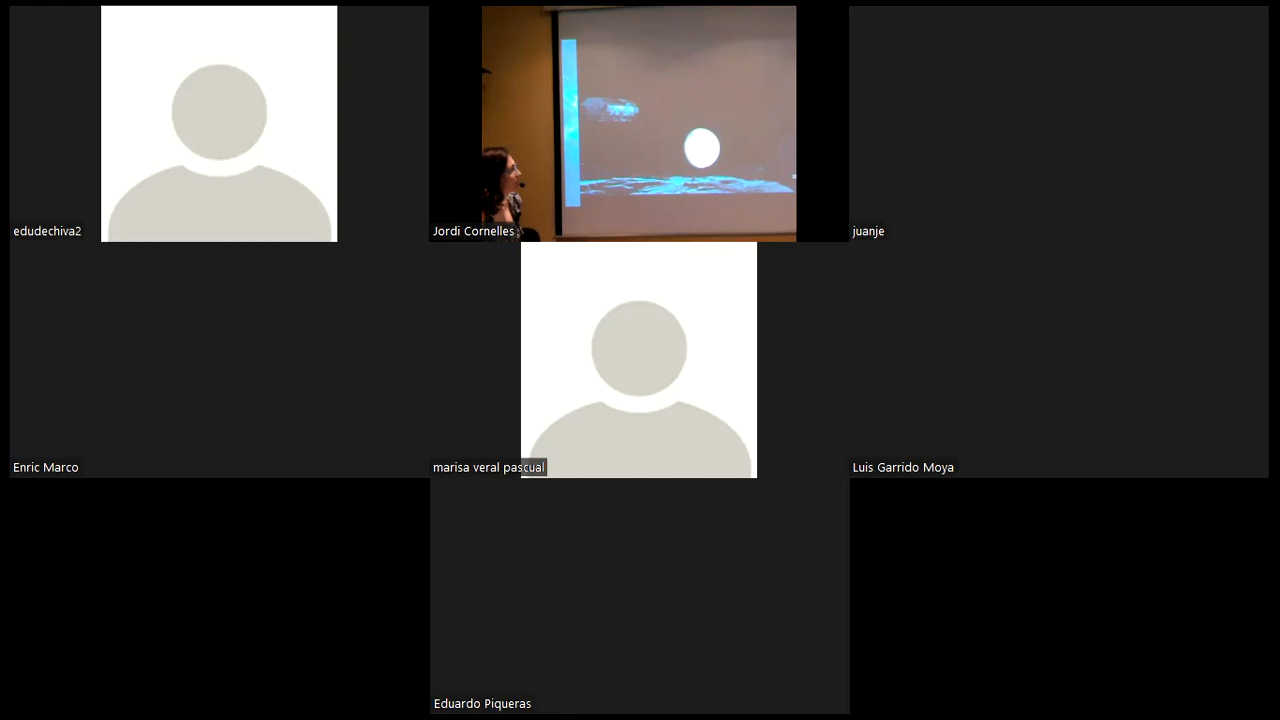 edudechiva2
Jordi Cornelles
juanje
Enric Marco
marisa veral pascual
Luis Garrido Moya
Eduardo Piqueras